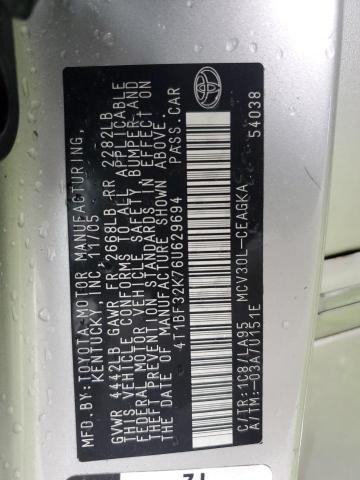 MFD.BY:TOYOTA MOTOR MANUFACTURING,
KENTUCKY, INC. 11/05
GVWR 4442LB GAWR FR 2668LB RR 2282LB
THIS VEHICLE CONFORMS TO ALL APPLICABLE
FEDERAL MOTOR VEHICLE SAFETY, BUMPER, AND
THEFT PREVENTION STANDARDS IN EFFECT ON
THE DATE OF MANUFACTURE SHOWN ABOVE.
4T1BF32K76U629694 PASS.CAR
MCV30L-CEAGKA
C/TR:1C8/LA95
A/TM:-03A/U151E 54038